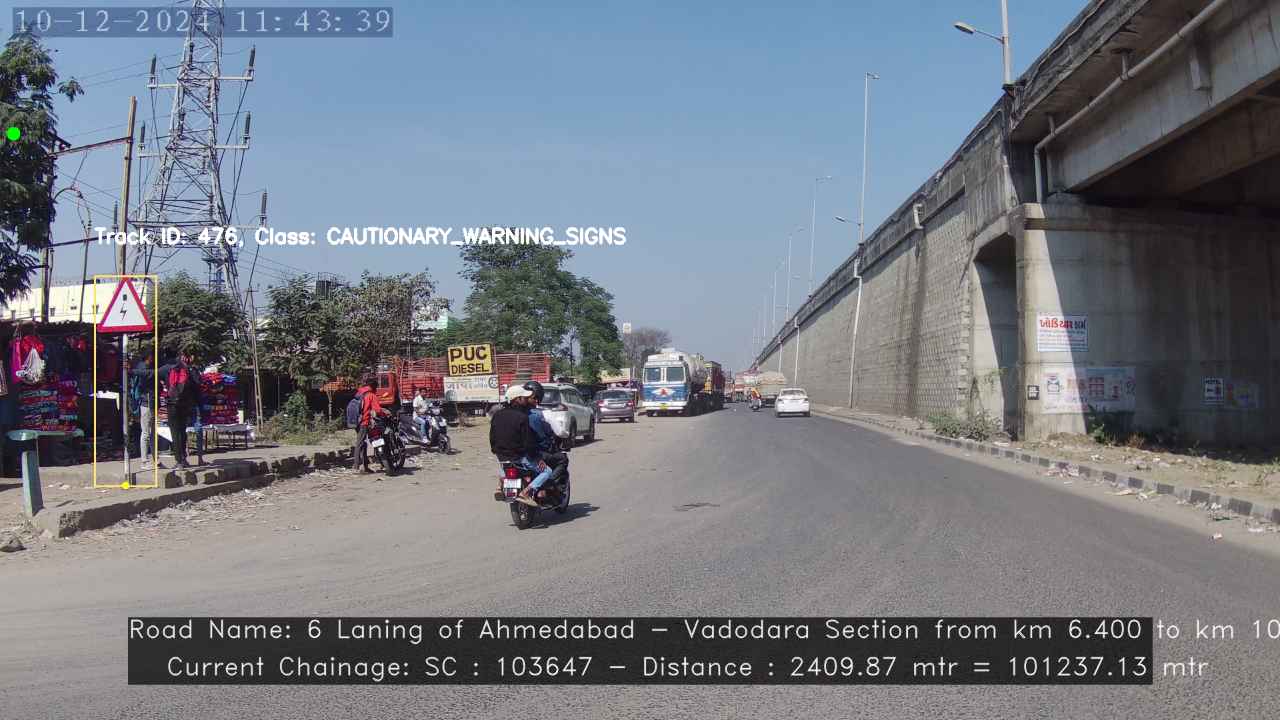 10-12-2024 11:43:39
Track ID: 476, Class: CAUTIONARY_WARNING_SIGNS
PUC
DIESEL
ખોડિયાર
Road Name: 6 Laning of Ahmedabad - Vadodara Section from km 6.400 to km 10
Current Chainage: SC : 103647 - Distance : 2409.87 mtr = 101237.13 mtr